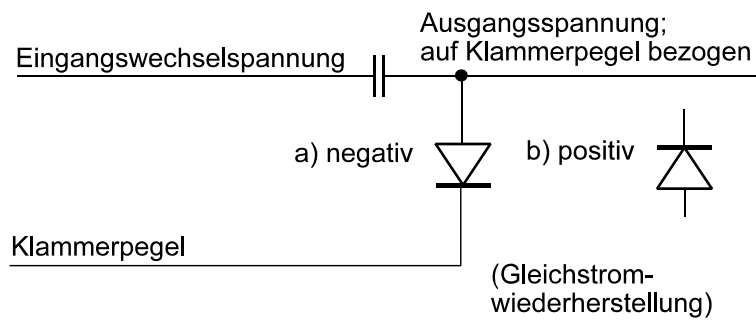 Ausgangsspannung;
auf Klammerpegel bezogen
Eingangswechselspannung
a) negativ
b) positiv
Klammerpegel
(Gleichstrom-
wiederherstellung)